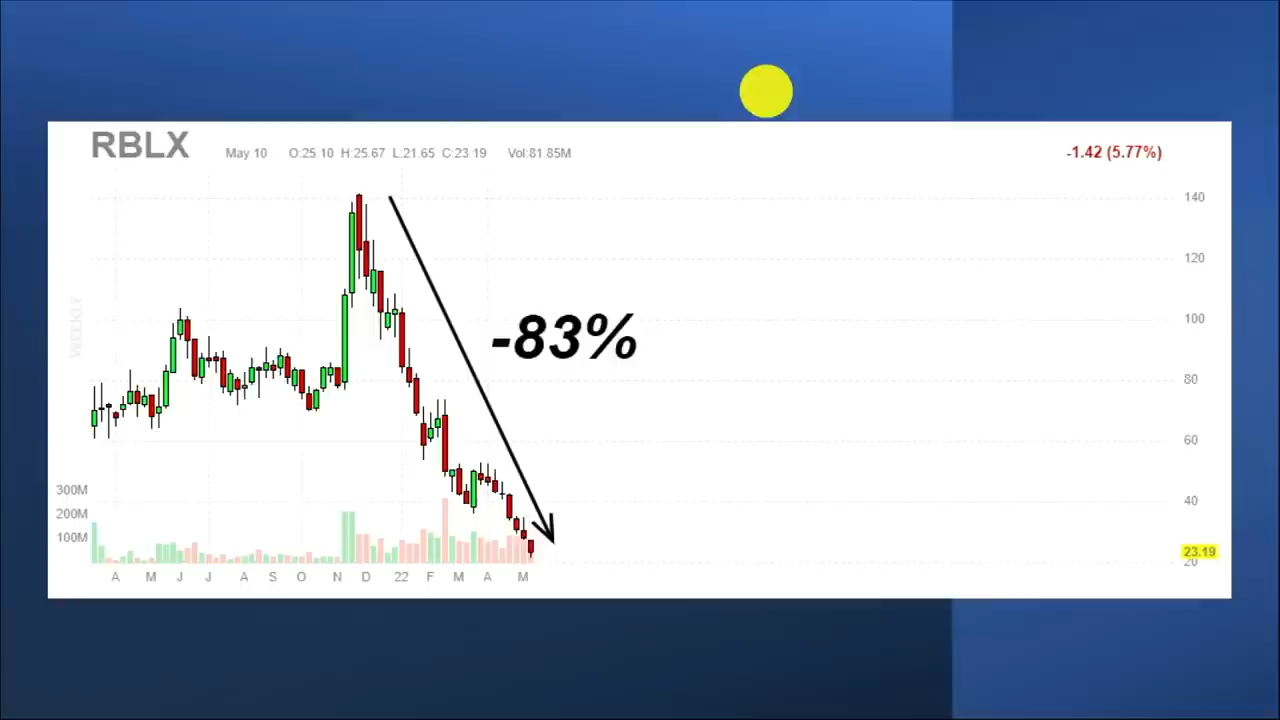 RBLX May 10 O:25.10 H:25.67 L:21.65 C:23.19 Vol:81.85M -1.42 (5.77%)
140
120
100
-83%
WEEKLY
80
60
300M
40
200M
100M
23.19
20
A M J J A S O N D 22 F M A M